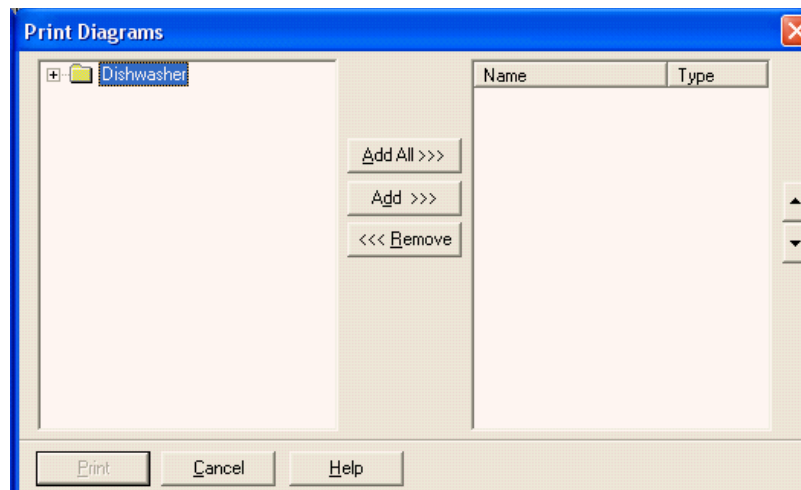 Print Diagrams
Dishwasher
Name Type
Add All >>>
Add >>>
<<< Remove
Print Cancel Help